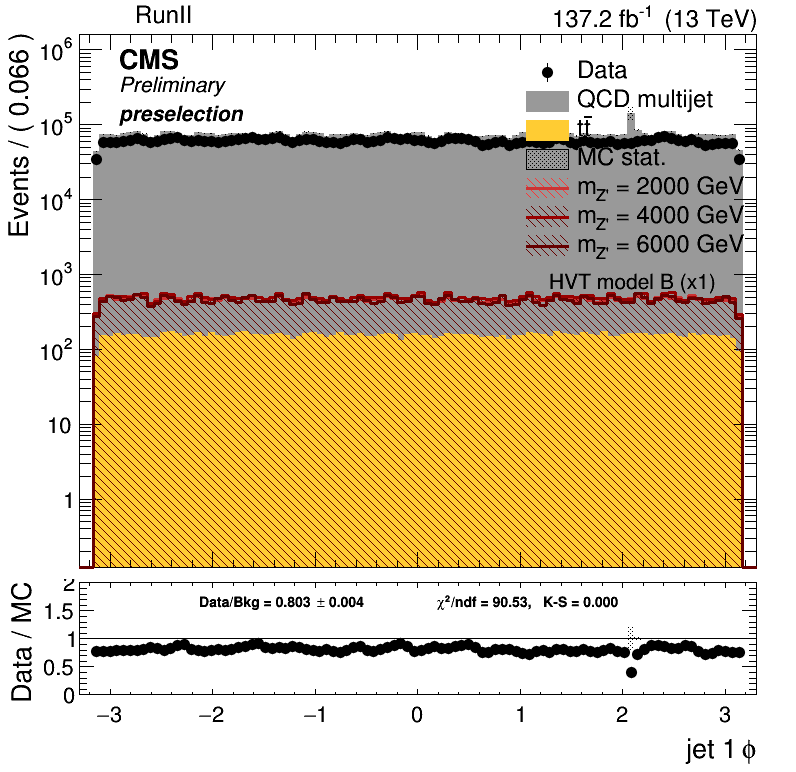 RunII
137.2 fb⁻¹ (13 TeV)
Events / ( 0.066 )
10⁶
10⁵
10⁴
10³
10²
10
1
CMS
Preliminary
preselection
Data
QCD multijet
tt̅
MC stat.
m_Z' = 2000 GeV
m_Z' = 4000 GeV
m_Z' = 6000 GeV
HVT model B (x1)
Data / MC
2
1.5
1
0.5
0
Data/Bkg = 0.803 ± 0.004
χ²/ndf = 90.53, K-S = 0.000
−3 −2 −1 0 1 2 3
jet 1 ϕ